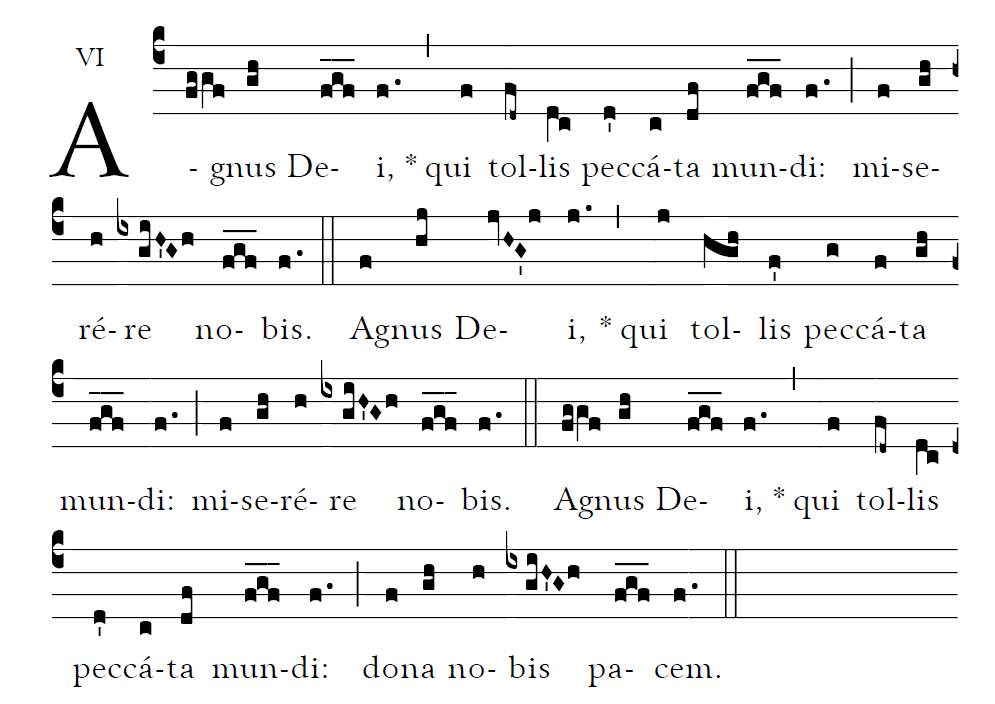 VI
A - gnus De- i, * qui tol-lis peccá-ta mun-di: mi-se-
ré-re no- bis. Agnus De- i, * qui tol- lis peccá-ta
mun-di: mi-se-ré- re no- bis. Agnus De- i, * qui tol-lis
peccá-ta mun-di: dona no- bis pa- cem.